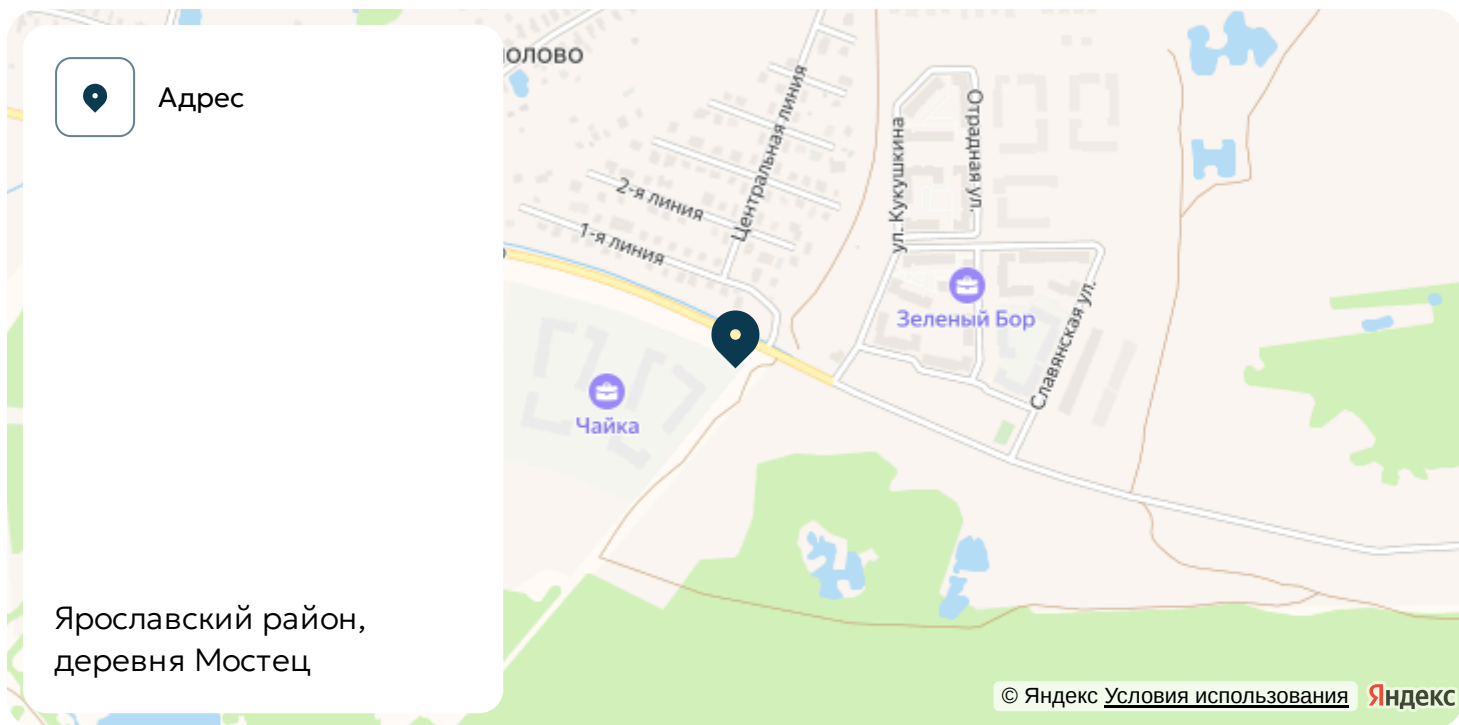 Адрес
Ярославский район,
деревня Мостец
олово
Центральная линия
2-я линия
1-я линия
ул. Кукушкина
Отрадная ул.
Зеленый Бор
Славянская ул.
Чайка
© Яндекс Условия использования Яндекс